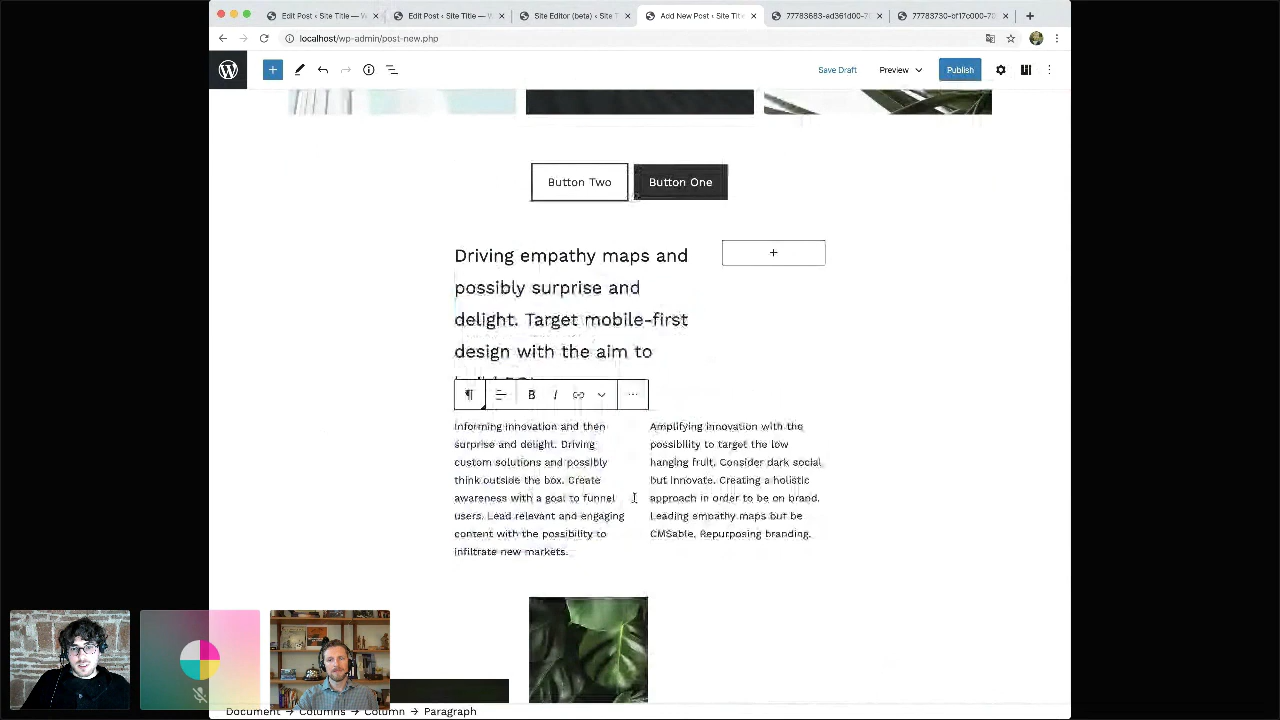 Edit Post ‹ Site Title — W
Edit Post ‹ Site Title — W
Site Editor (beta) ‹ Site T
Add New Post ‹ Site Title
77783683-ad361d00-7
77783730-cf17c000-7
localhost/wp-admin/post-new.php
Save Draft
Preview
Publish
Button Two
Button One
Driving empathy maps and
possibly surprise and
delight. Target mobile-first
design with the aim to
B I
Informing innovation and then
surprise and delight. Driving
custom solutions and possibly
think outside the box. Create
awareness with a goal to funnel
users. Lead relevant and engaging
content with the possibility to
infiltrate new markets.
Amplifying innovation with the
possibility to target the low
hanging fruit. Consider dark social
but innovate. Creating a holistic
approach in order to be on brand.
Leading empathy maps but be
CMSable. Repurposing branding.
Document → Columns → Column → Paragraph